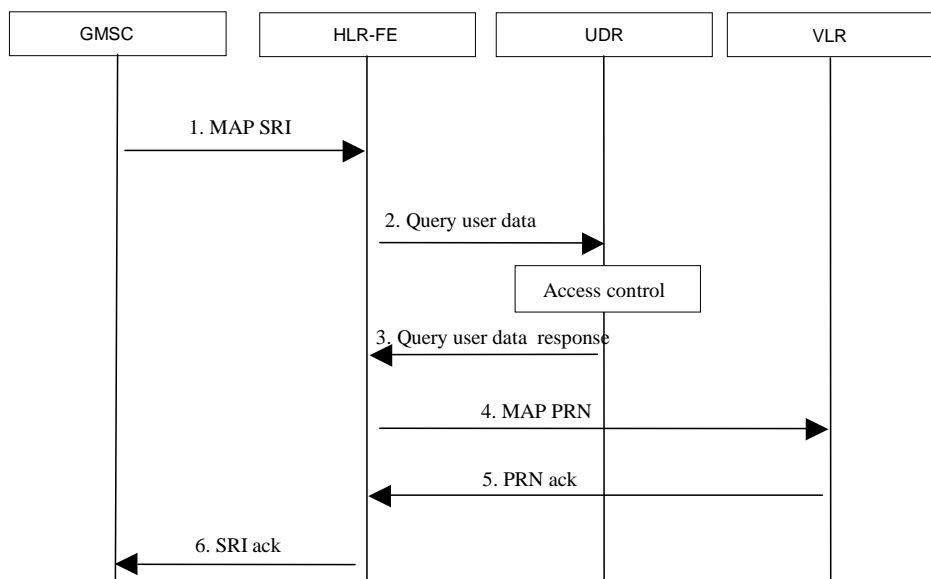 GMSC
HLR-FE
UDR
VLR
1. MAP SRI
2. Query user data
Access control
3. Query user data response
4. MAP PRN
5. PRN ack
6. SRI ack